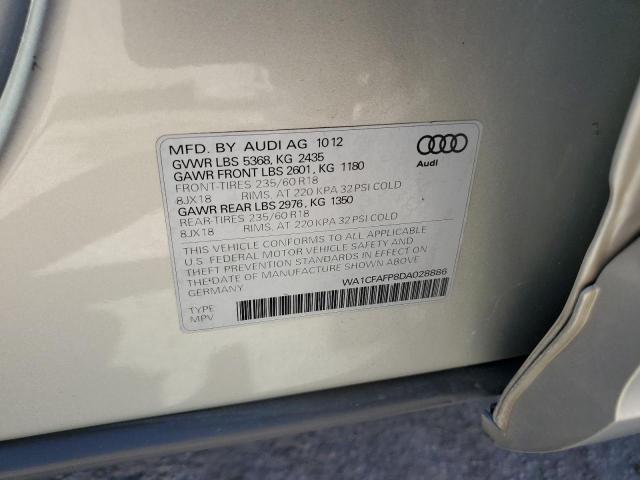 MFD. BY AUDI AG 10 12
GVWR LBS 5368, KG 2435
GAWR FRONT LBS 2601, KG 1180
FRONT-TIRES 235/60 R18
8JX18 RIMS. AT 220 KPA 32 PSI COLD
GAWR REAR LBS 2976, KG 1350
REAR-TIRES 235/60 R18
8JX18 RIMS. AT 220 KPA 32 PSI COLD
THIS VEHICLE CONFORMS TO ALL APPLICABLE
U.S. FEDERAL MOTOR VEHICLE SAFETY AND
THEFT PREVENTION STANDARDS IN EFFECT ON
THE DATE OF MANUFACTURE SHOWN ABOVE
GERMANY
Audi
WA1CFAFP8DA028886
TYPE
MPV